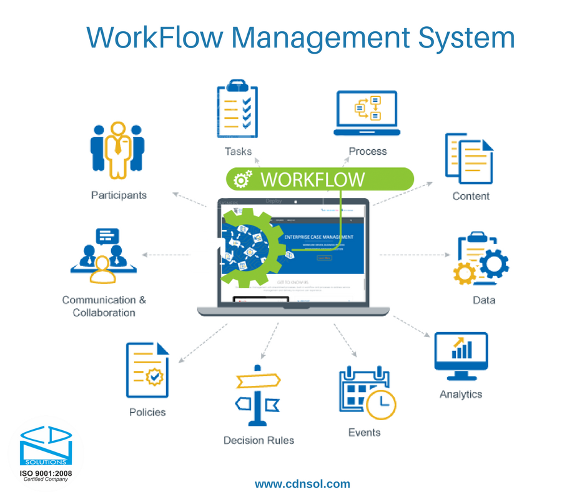 WorkFlow Management System
Tasks
Process
Participants
WORKFLOW
Content
ENTERPRISE CASE MANAGEMENT
Communication &
Collaboration
Data
Policies
Decision Rules
Events
Analytics
CD
N
SOLUTIONS
ISO 9001:2008
Certified Company
www.cdnsol.com